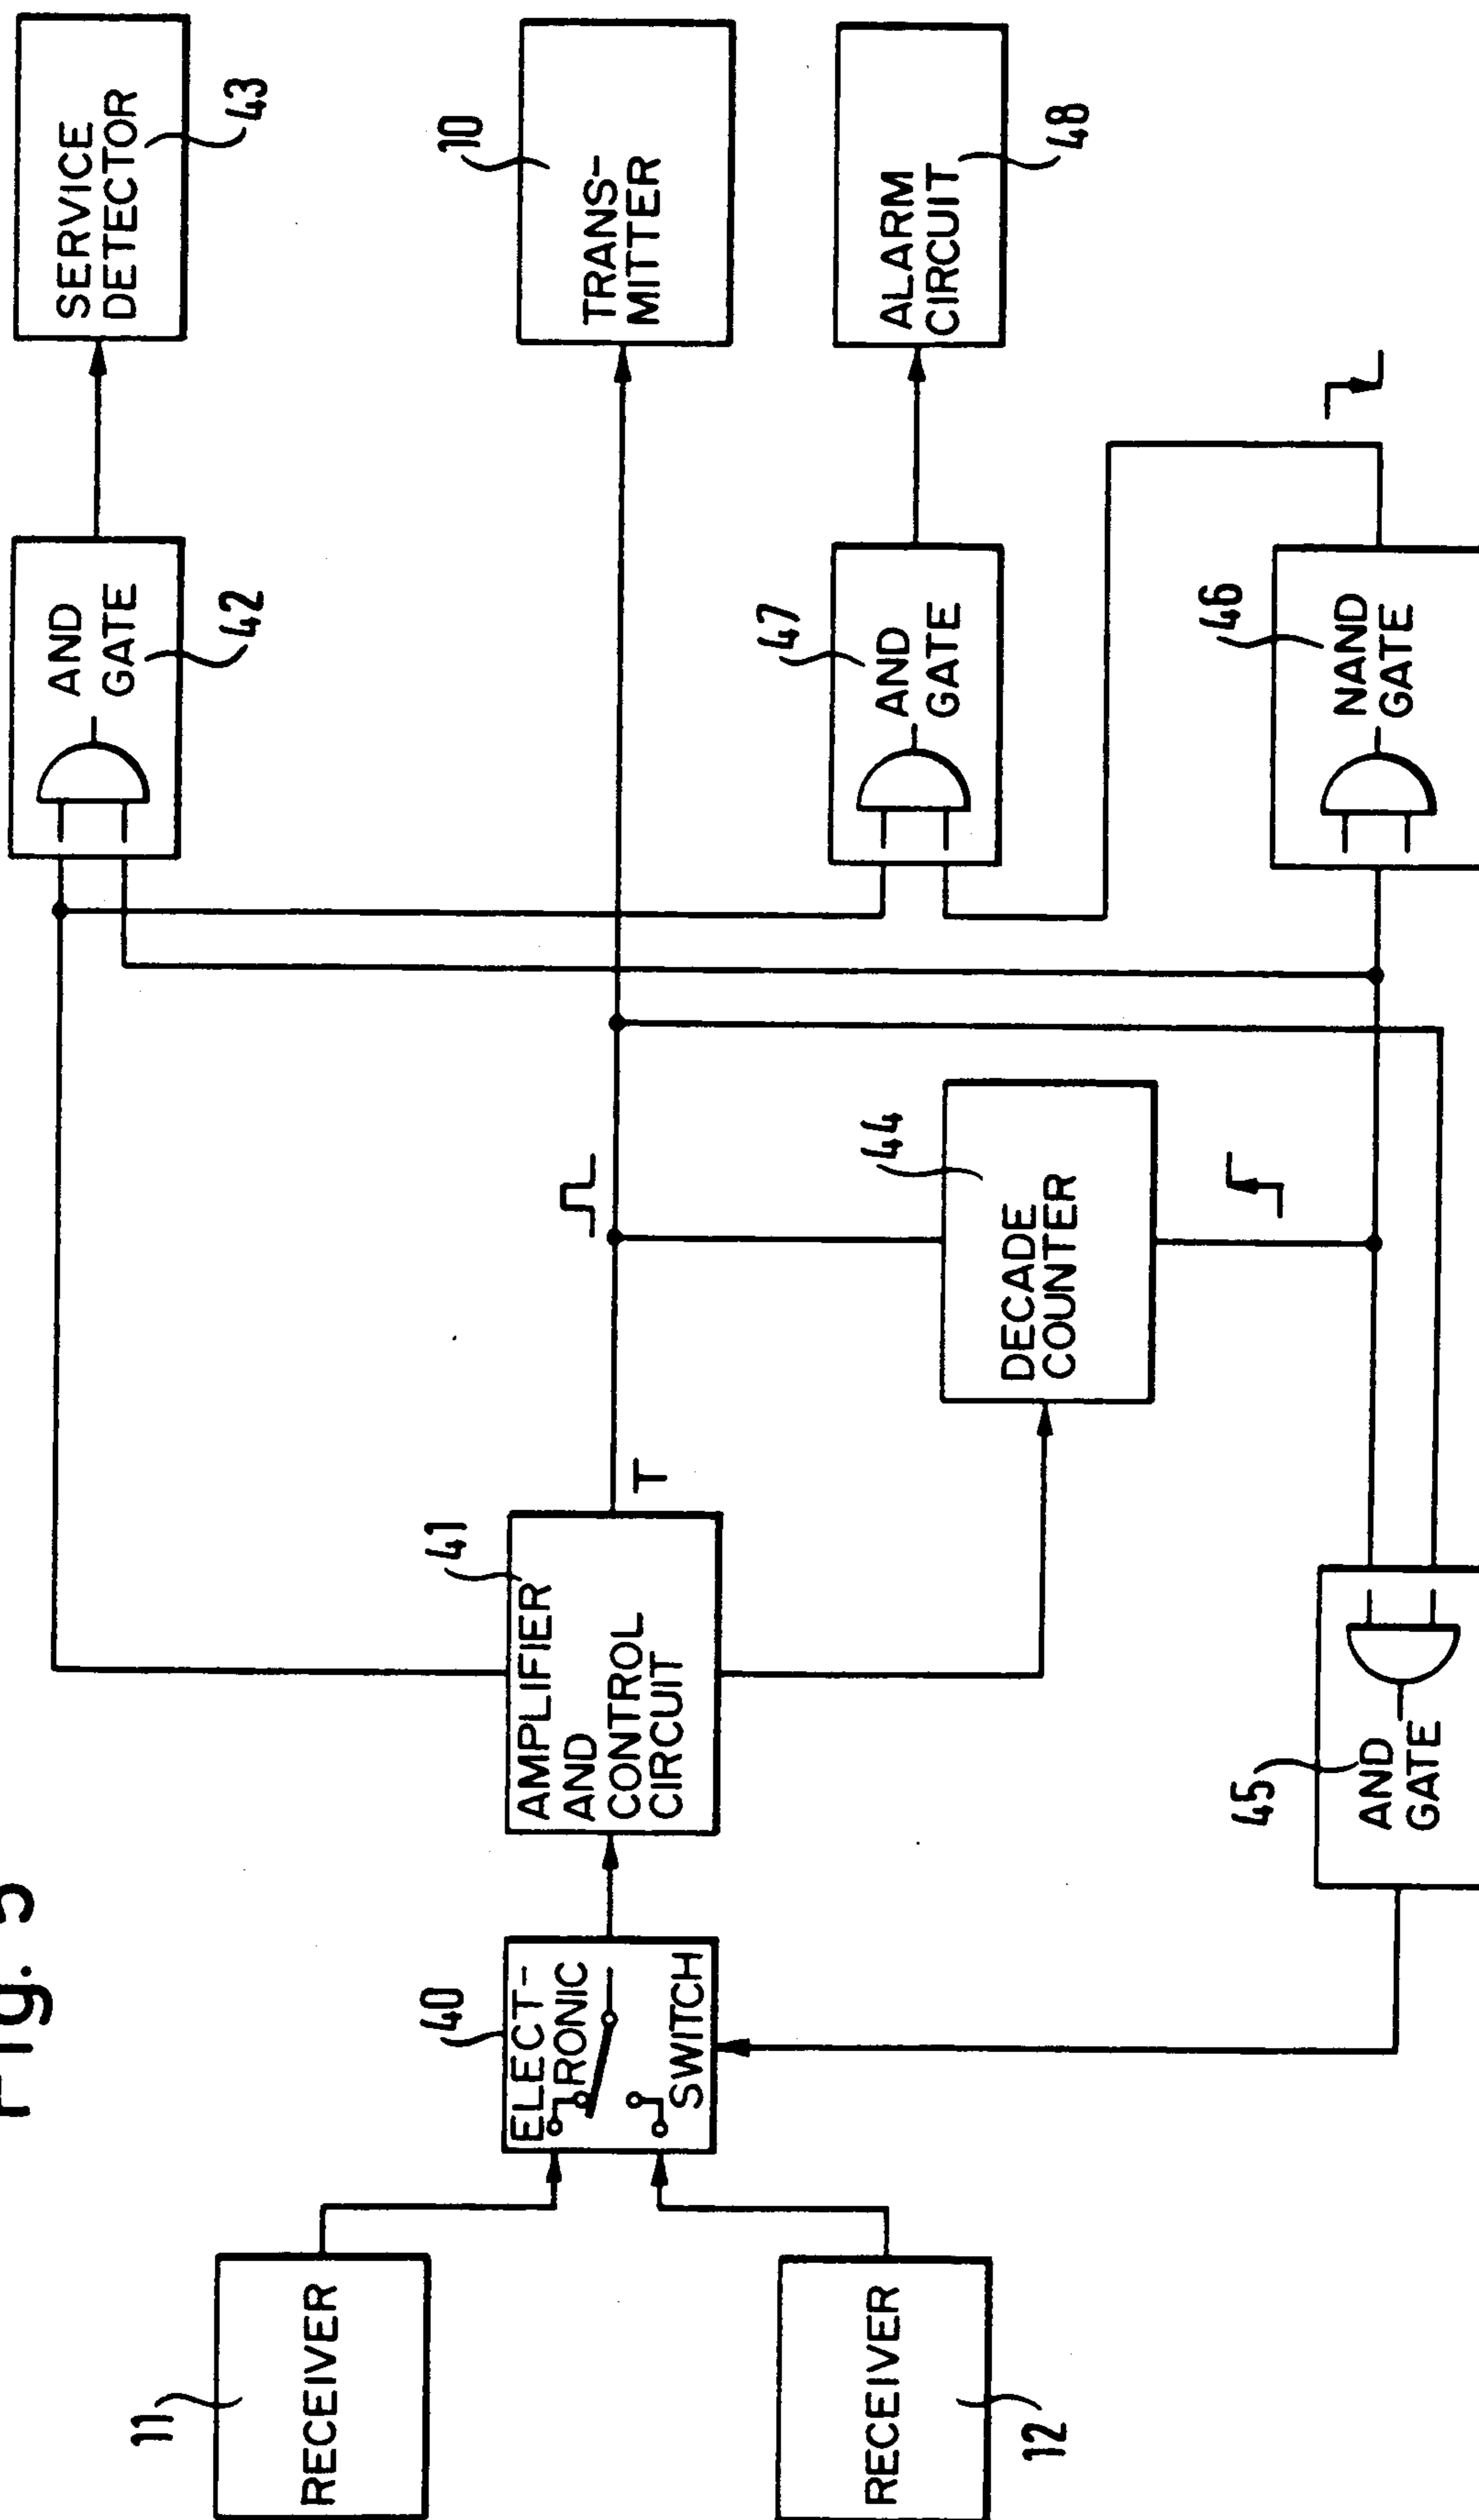 Fig. 5
11
RECEIVER
RECEIVER
12
40
ELECT-
RONIC
SWITCH
41
AMPLIFIER
AND
CONTROL
CIRCUIT
T
44
DECADE
COUNTER
45
AND
GATE
AND
GATE
42
47
AND
GATE
46
NAND
GATE
SERVICE
DETECTOR
43
10
TRANS-
MITTER
ALARM
CIRCUIT
48